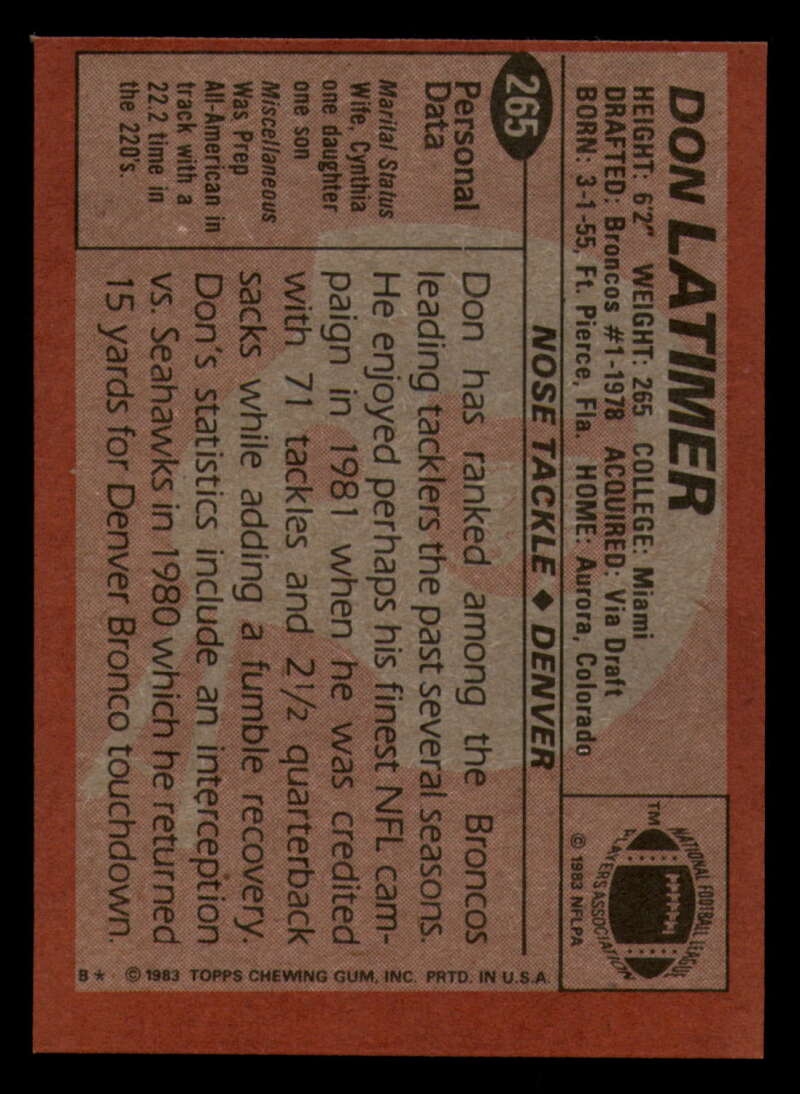 DON LATIMER
HEIGHT: 6'2" WEIGHT: 265 COLLEGE: Miami
DRAFTED: Broncos #1-1978 ACQUIRED: Via Draft
BORN: 3-1-55, Ft. Pierce, Fla. HOME: Aurora, Colorado
NATIONAL FOOTBALL LEAGUE
PLAYERS ASSOCIATION
TM
© 1983 NFLPA
265
NOSE TACKLE ♦ DENVER
Personal
Data
Marital Status
Wife, Cynthia
one daughter
one son
Miscellaneous
Was Prep
All-American in
track with a
22.2 time in
the 220's.
Don has ranked among the Broncos
leading tacklers the past several seasons.
He enjoyed perhaps his finest NFL cam-
paign in 1981 when he was credited
with 71 tackles and 2½ quarterback
sacks while adding a fumble recovery.
Don's statistics include an interception
vs. Seahawks in 1980 which he returned
15 yards for Denver Bronco touchdown.
B* © 1983 TOPPS CHEWING GUM, INC. PRTD. IN U.S.A.